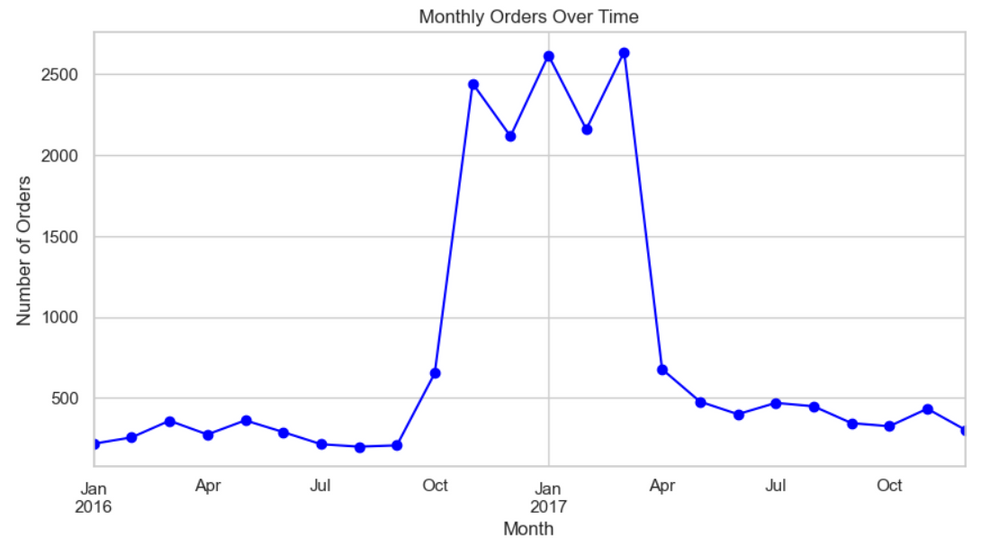 Monthly Orders Over Time
2500
2000
1500
1000
500
Number of Orders
Jan
2016
Apr
Jul
Oct
Jan
2017
Apr
Jul
Oct
Month